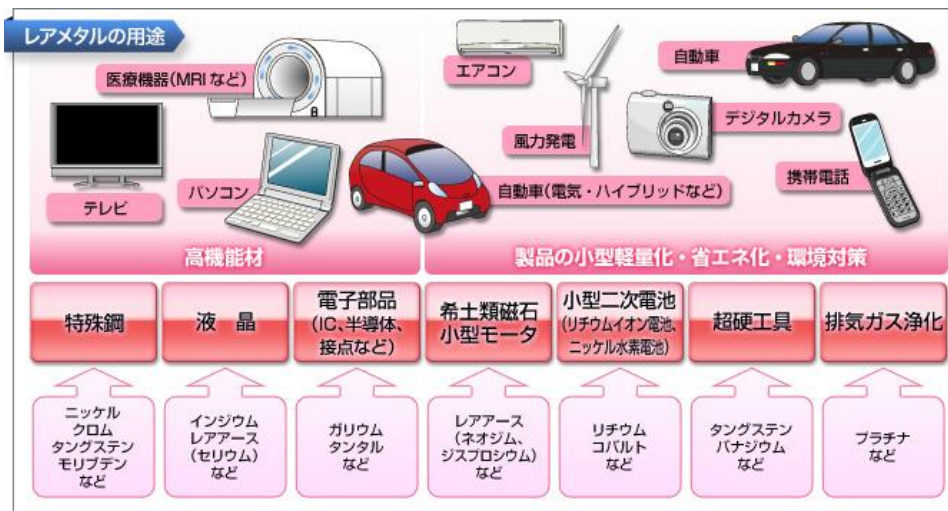 レアメタルの用途
医療機器(MRIなど)
テレビ
パソコン
エアコン
風力発電
自動車(電気・ハイブリッドなど)
自動車
デジタルカメラ
携帯電話
高機能材
製品の小型軽量化・省エネ化・環境対策
特殊鋼
液 晶
電子部品
(IC、半導体、
接点など)
希土類磁石
小型モータ
小型二次電池
(リチウムイオン電池、
ニッケル水素電池)
超硬工具
排気ガス浄化
ニッケル
クロム
タングステン
モリブデン
など
インジウム
レアアース
(セリウム)
など
ガリウム
タンタル
など
レアアース
(ネオジム、
ジスプロシウム)
など
リチウム
コバルト
など
タングステン
バナジウム
など
プラチナ
など